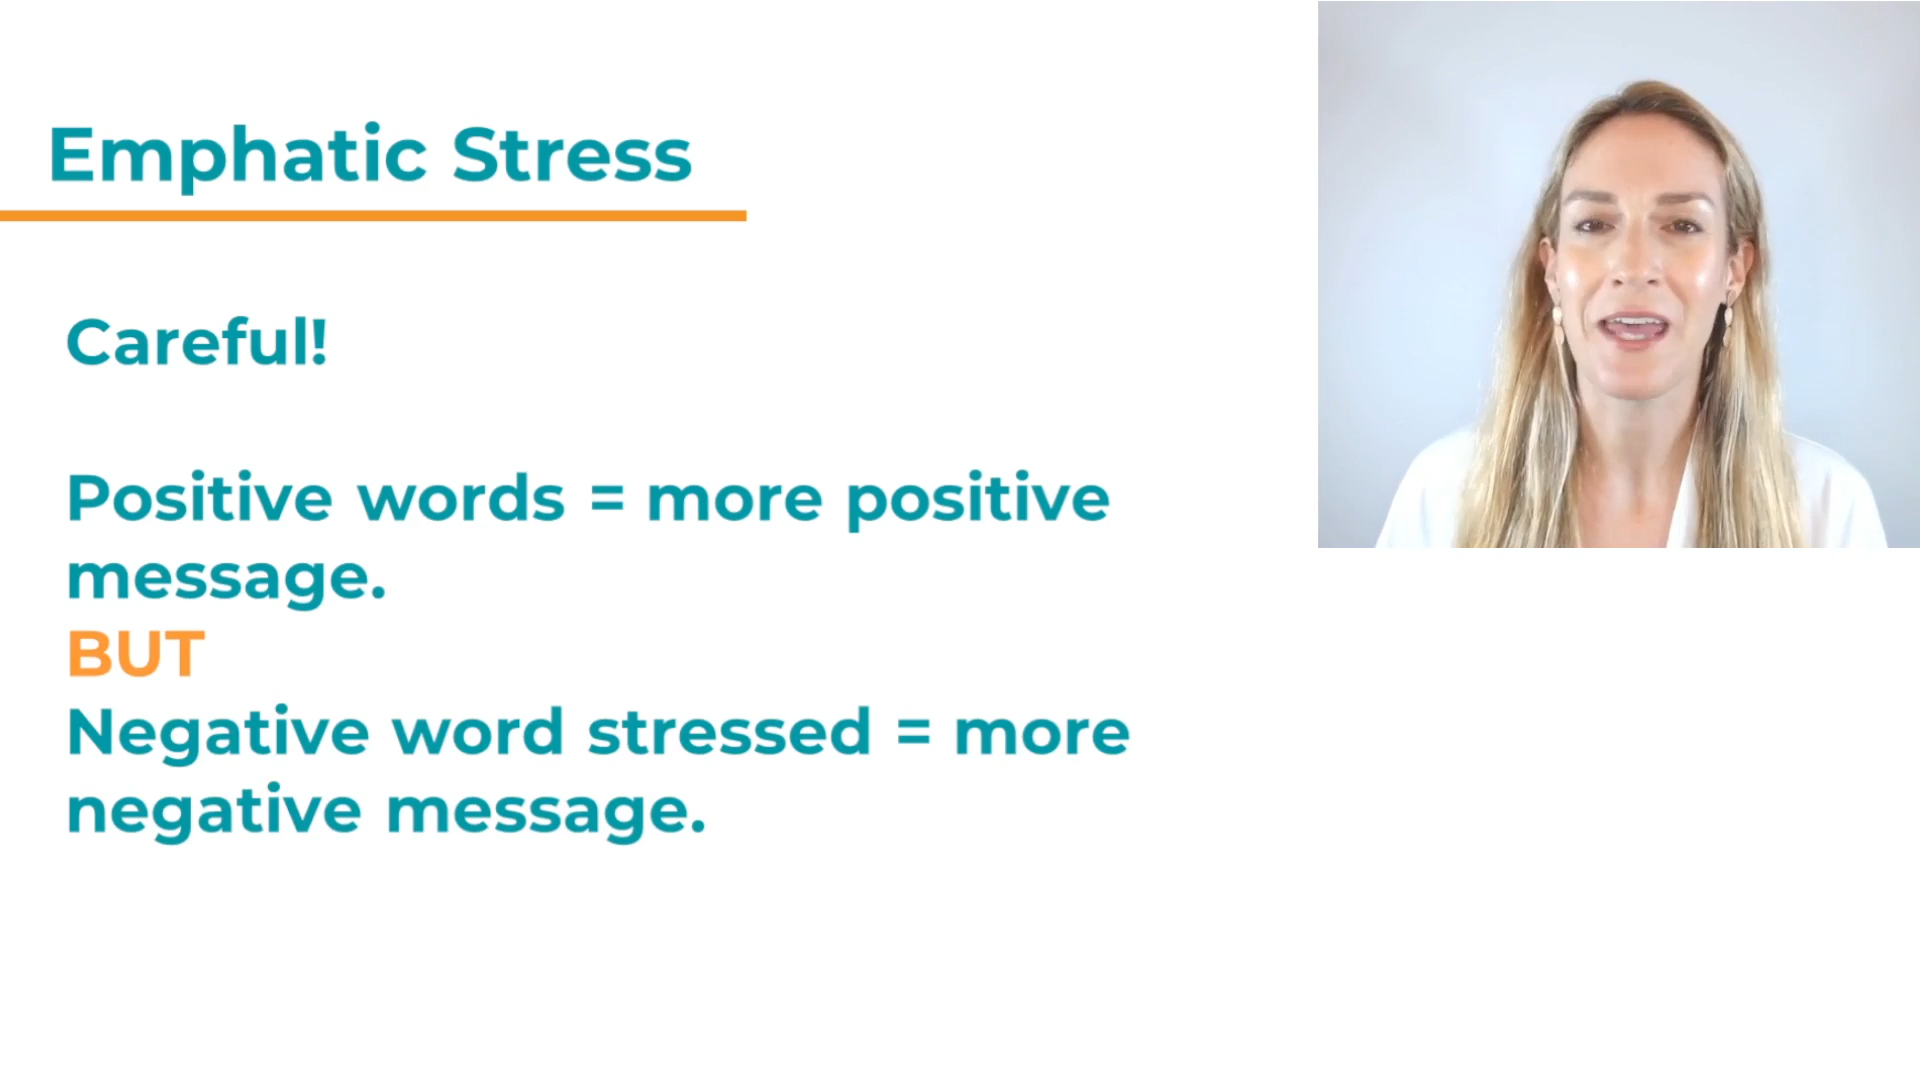 Emphatic Stress
Careful!
Positive words = more positive
message.
BUT
Negative word stressed = more
negative message.